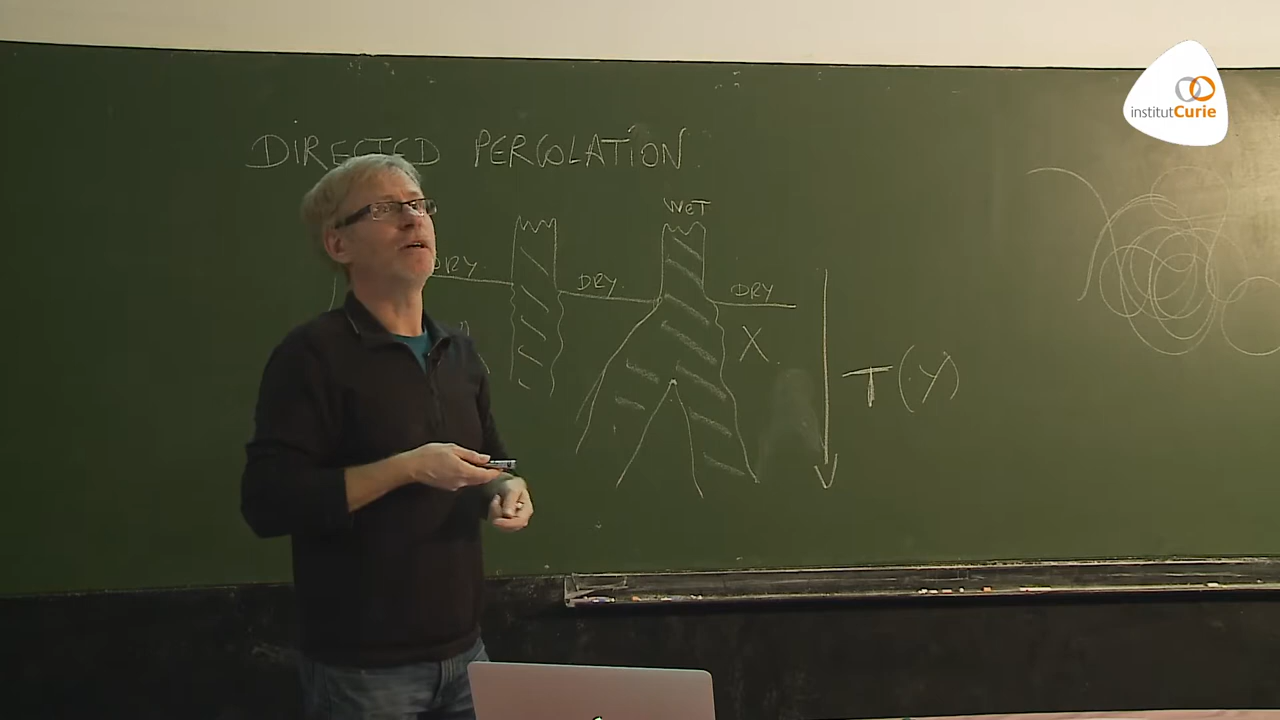 DIRECTED PERCOLATION
WET
DRY
DRY
DRY
X
T(Y)
institutCurie